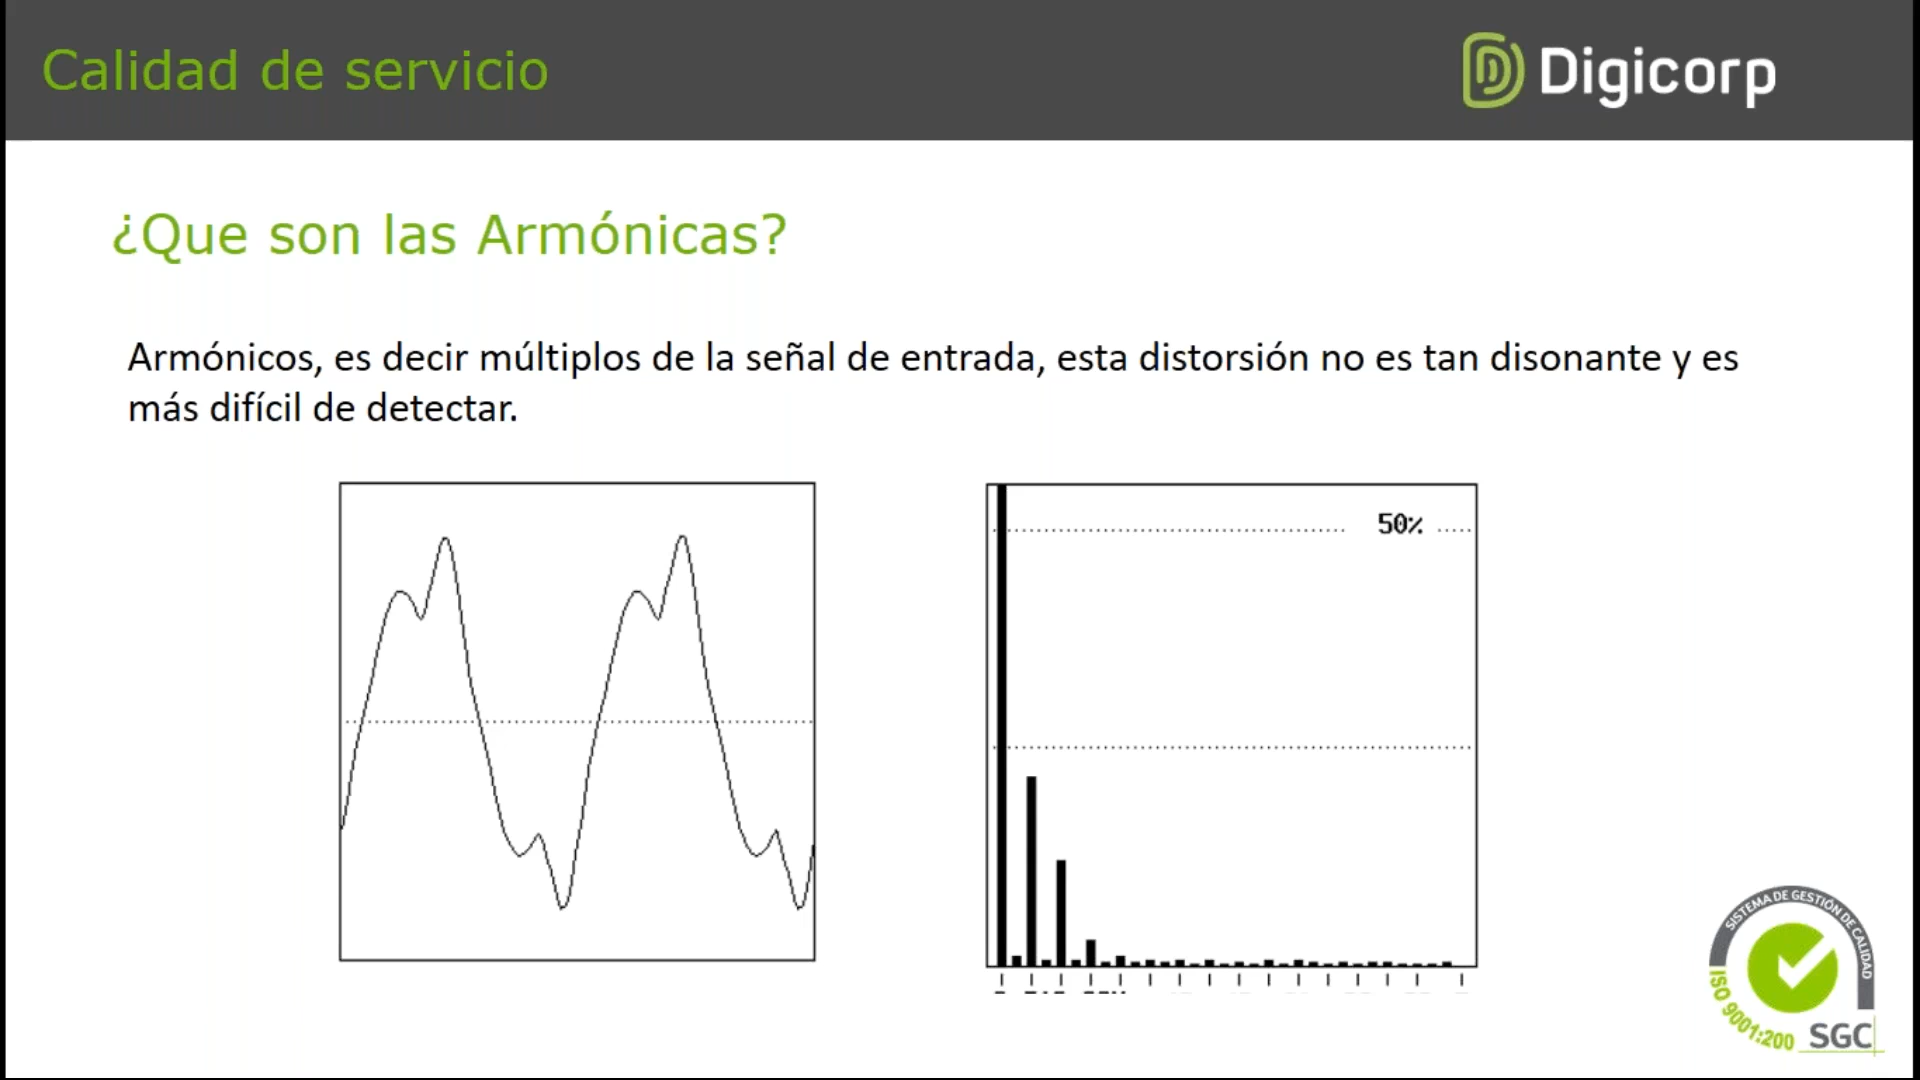 Calidad de servicio
Digicorp
¿Que son las Armónicas?
Armónicos, es decir múltiplos de la señal de entrada, esta distorsión no es tan disonante y es
más difícil de detectar.
50%
SISTEMA DE GESTIÓN DE CALIDAD
ISO 9001:200
SGC